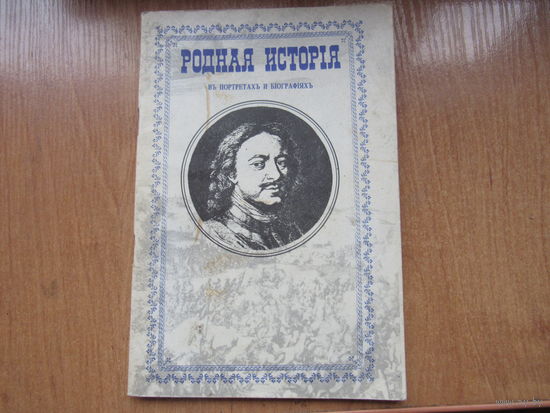 РОДНАЯ ИСТОРІЯ
ВЪ ПОРТРЕТАХЪ И БІОГРАФІЯХЪ